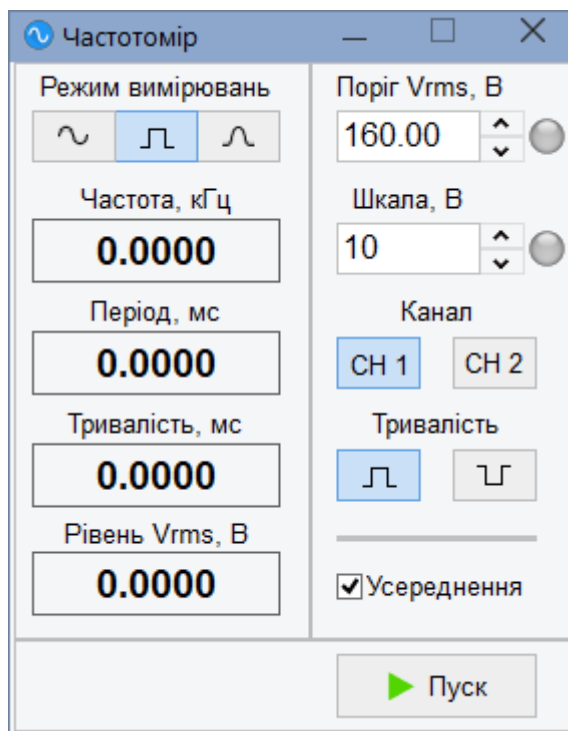 Частотомір
Режим вимірювань
Частота, кГц
0.0000
Період, мс
0.0000
Тривалість, мс
0.0000
Рівень Vrms, В
0.0000
Поріг Vrms, В
160.00
Шкала, В
10
Канал
CH 1 CH 2
Тривалість
Усереднення
Пуск